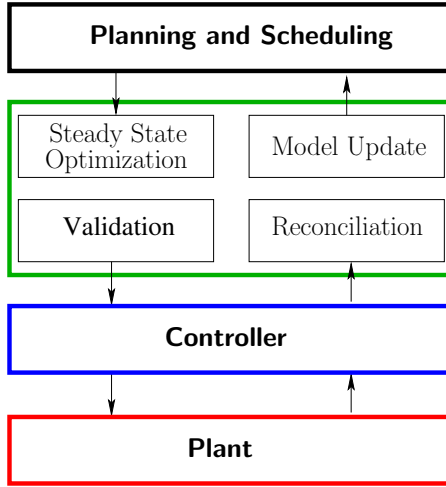 Planning and Scheduling
Steady State
Optimization
Model Update
Validation
Reconciliation
Controller
Plant